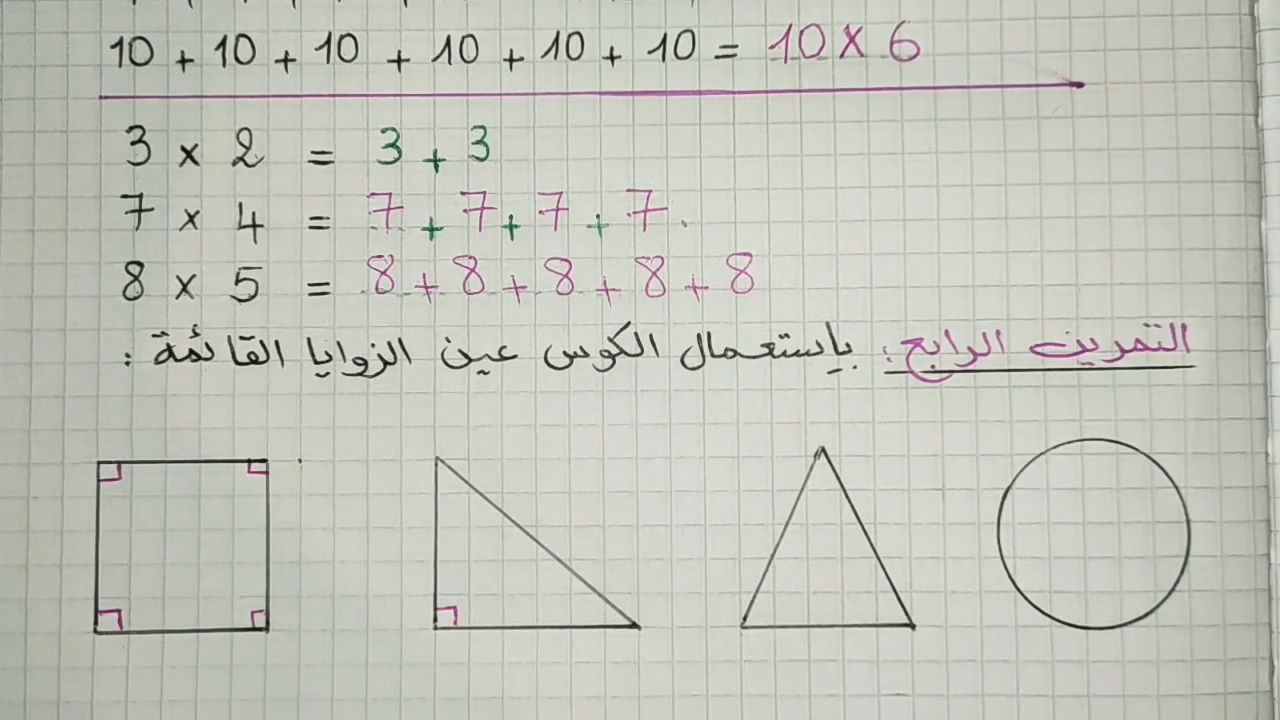 10 + 10 + 10 + 10 + 10 + 10 = 10 × 6
3 × 2 = 3 + 3
7 × 4 = 7 + 7 + 7 + 7
8 × 5 = 8 + 8 + 8 + 8 + 8
التمرين الرابع: بإستعمال الكوس عين الزوايا القائمة :